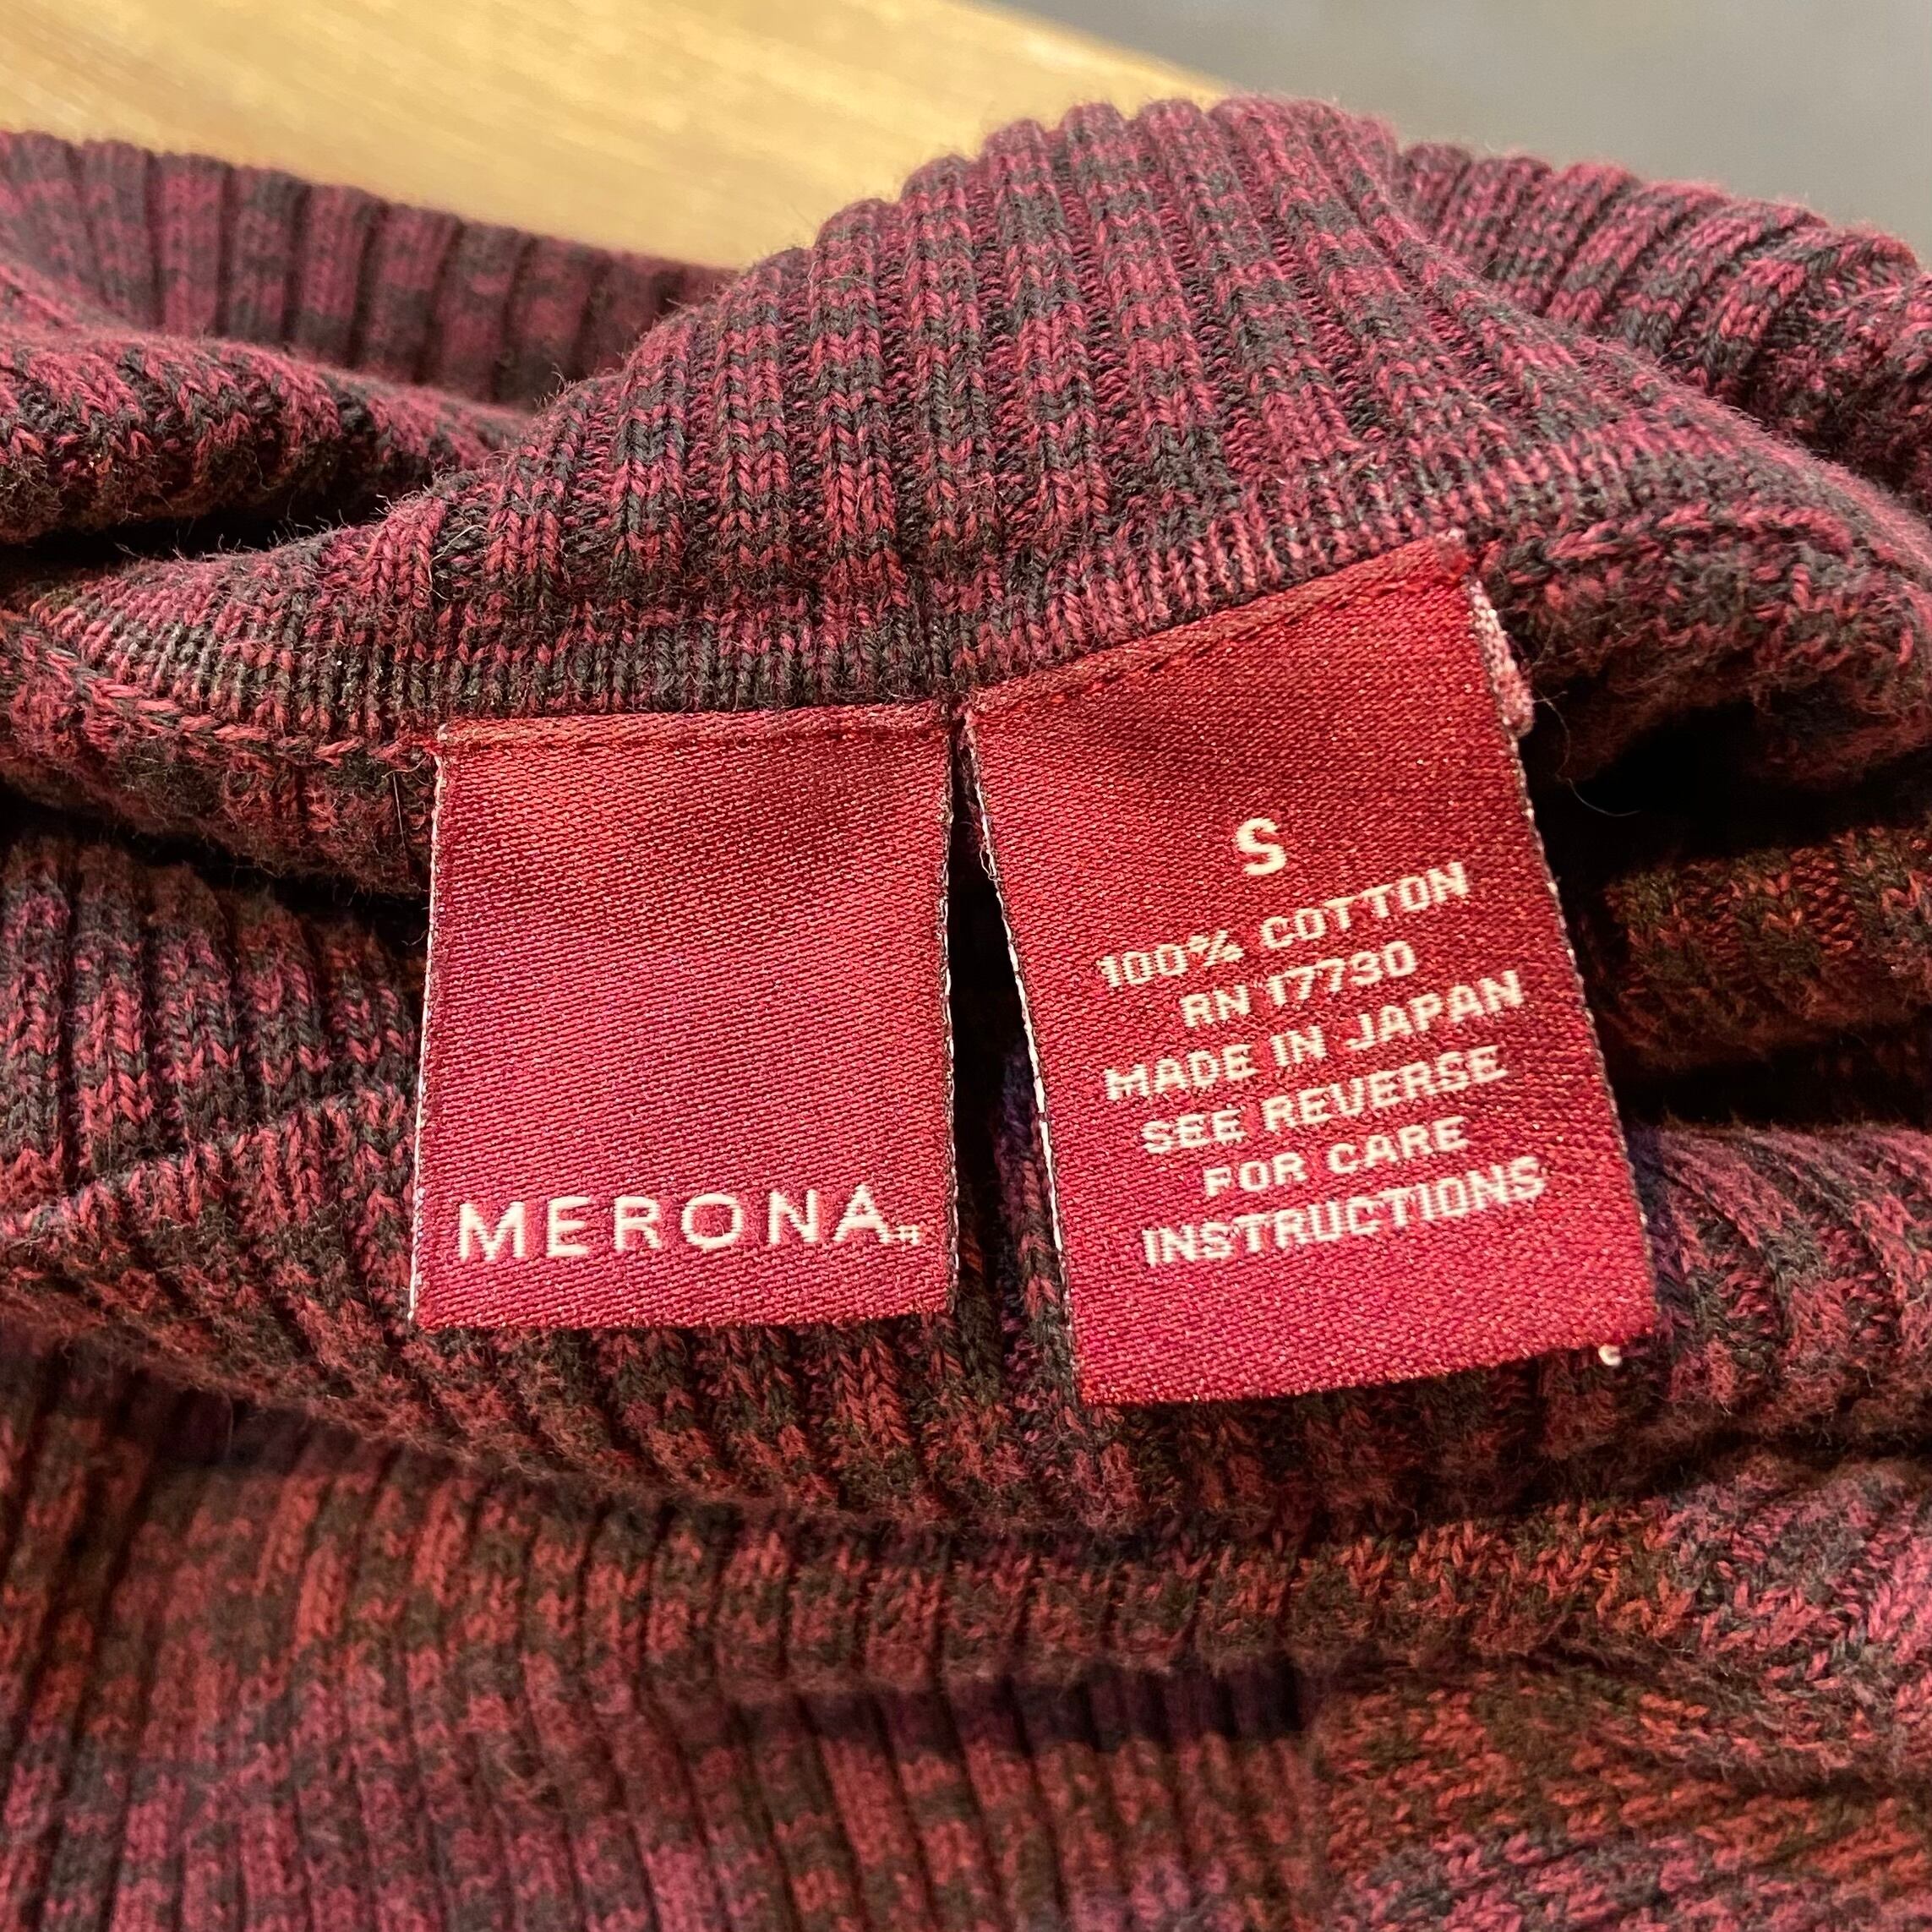 MERONA
S
100% COTTON
RN 17730
MADE IN JAPAN
SEE REVERSE
FOR CARE
INSTRUCTIONS